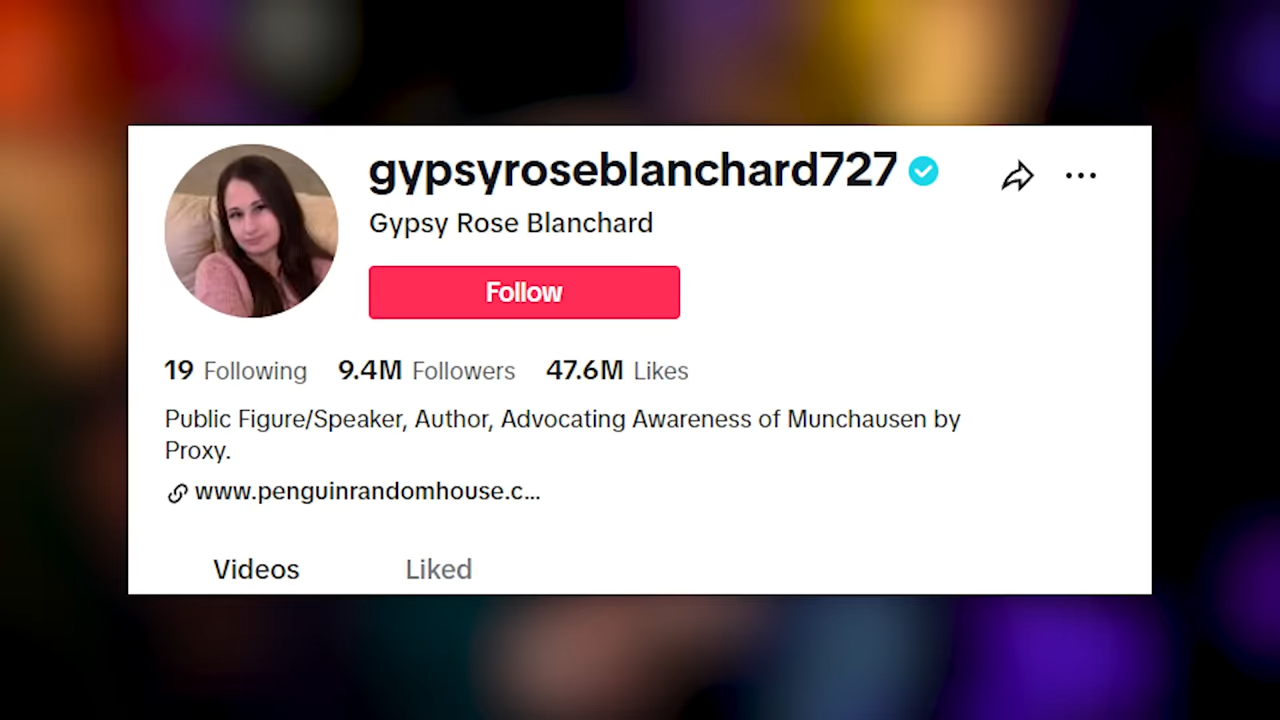 gypsyroseblanchard727
Gypsy Rose Blanchard
Follow
19 Following 9.4M Followers 47.6M Likes
Public Figure/Speaker, Author, Advocating Awareness of Munchausen by
Proxy.
www.penguinrandomhouse.c...
Videos Liked